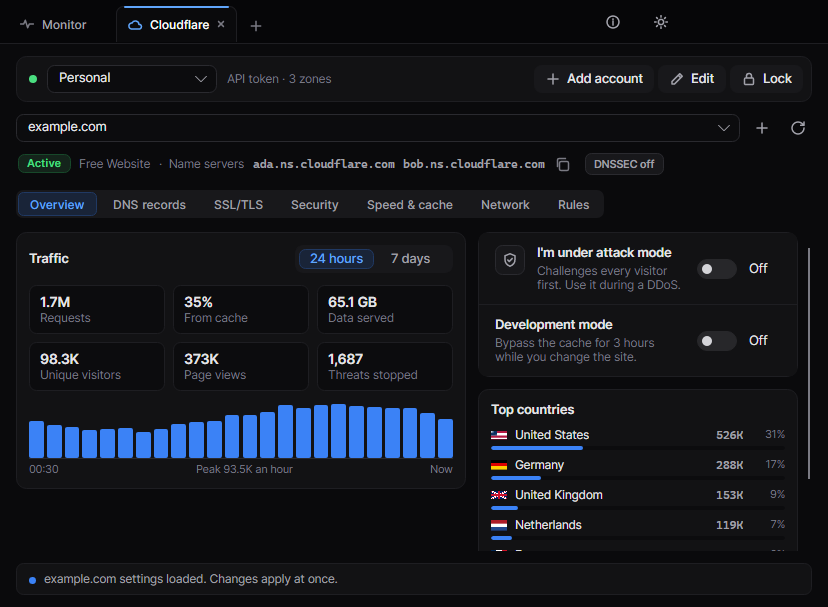 Monitor
Cloudflare
Personal
API token · 3 zones
Add account
Edit
Lock
example.com
Active
Free Website · Name servers ada.ns.cloudflare.com bob.ns.cloudflare.com
DNSSEC off
Overview
DNS records
SSL/TLS
Security
Speed & cache
Network
Rules
Traffic
24 hours
7 days
1.7M
Requests
35%
From cache
65.1 GB
Data served
98.3K
Unique visitors
373K
Page views
1,687
Threats stopped
00:30
Peak 93.5K an hour
Now
I'm under attack mode
Challenges every visitor
first. Use it during a DDoS.
Off
Development mode
Bypass the cache for 3 hours
while you change the site.
Off
Top countries
United States 526K 31%
Germany 288K 17%
United Kingdom 153K 9%
Netherlands 119K 7%
example.com settings loaded. Changes apply at once.